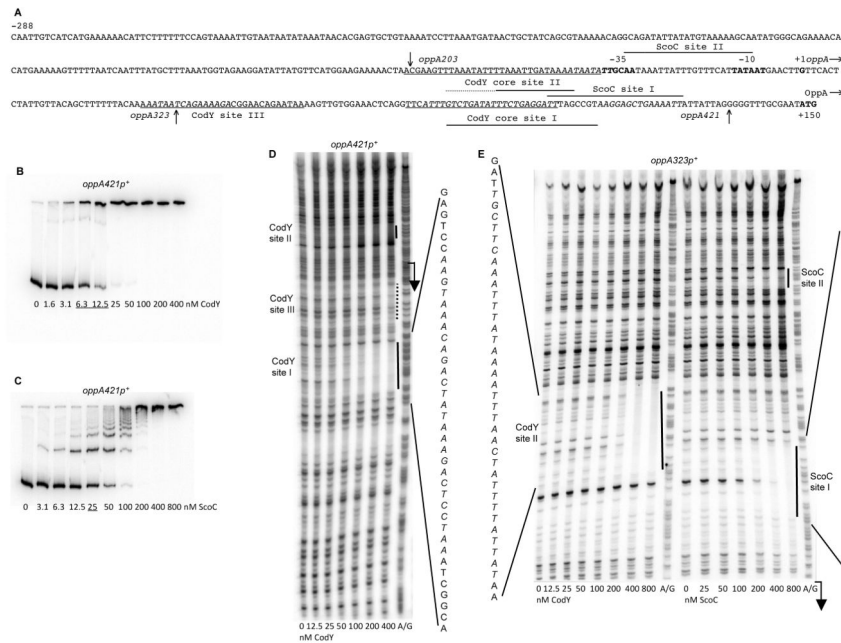 A
−288
CAATTGTCATCATGAAAAAACATTCTTTTTTCCAGTAAAATTGTAATAATATAAATAACACGAGTGCTGTAAAATCCTTAAATGATAACTGCTATCAGCGTAAAAACAGGCAGATATTATATGTAAAAAGCAATATGGGCAGAAAACA
oppA203 −35 ScoC site II −10 +1oppA→
CATGAAAAAGTTTTTAATCAATTTATGCTTTAAATGGTAGAAGGATATTATGTTCATGGAAGAAAAACTAACGAAGTTTAAATATTTTAAATTGATAAAATAATATTGCAATAAATTATTTGTTTCATTATAATGAACTTGTTCACT
CodY core site II OppA→
CTATTGTTACAGCTTTTTACAAAAATAATCAGAAAAGACGGAACAGAATAAAAGTTGTGGAAACTCAGGTTCATTTGTCTGATATTTCTGAGGATTTAGCCGTAAGGAGCTGAAAATTATTATTAGGGGGTTTGCGAATATG
ScoC site I
oppA323 CodY site III CodY core site I oppA421 +150
B
oppA421p⁺
0 1.6 3.1 6.3 12.5 25 50 100 200 400 nM CodY
C
oppA421p⁺
0 3.1 6.3 12.5 25 50 100 200 400 800 nM ScoC
D
oppA421p⁺
CodY
site II
CodY
site III
CodY
site I
0 12.5 25 50 100 200 400 A/G
nM CodY
GAGTCCAAGTAAAACAGACTATAAAGACTCCTAAATCGGCA
E
oppA323p⁺
GATTGCTTCAAATTTATAAAATTTAACTATTTTATTATAA
CodY
site II
ScoC
site II
ScoC
site I
0 12.5 25 50 100 200 400 800 A/G 0 25 50 100 200 400 800 A/G
nM CodY nM ScoC